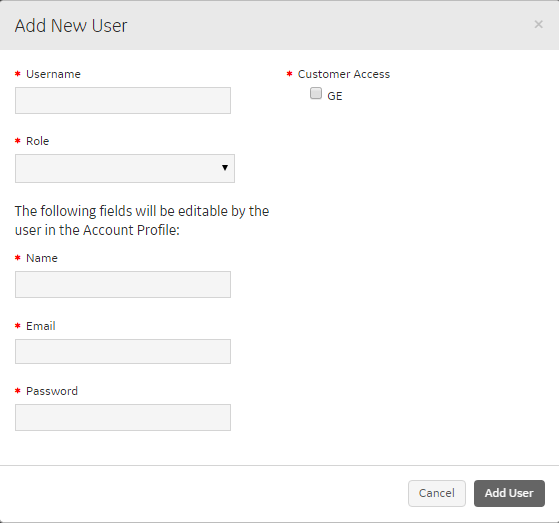 Add New User
×
* Username
* Customer Access
GE
* Role
The following fields will be editable by the
user in the Account Profile:
* Name
* Email
* Password
Cancel
Add User